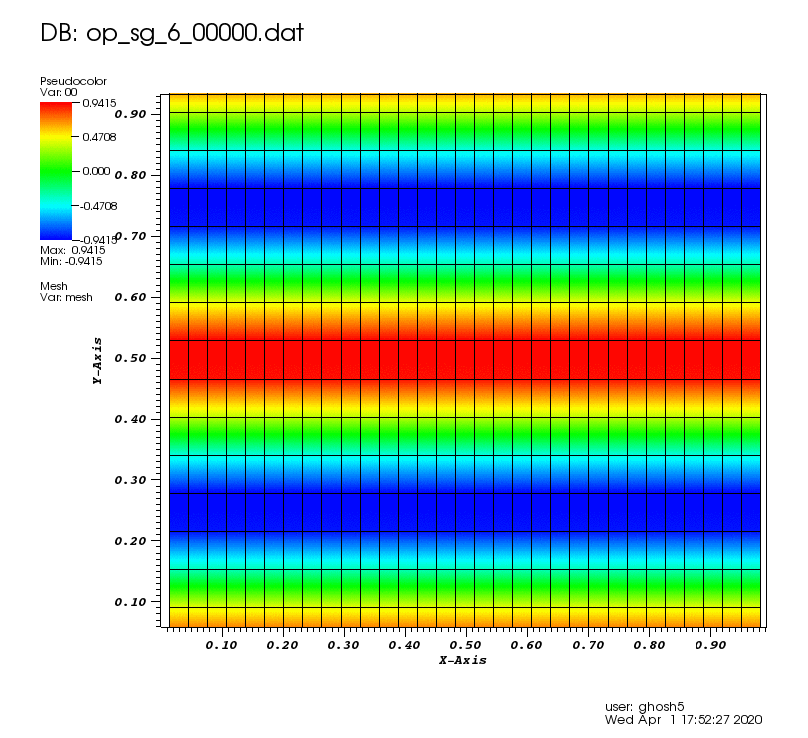 DB: op_sg_6_00000.dat
Pseudocolor
Var: 00
0.9415
0.4708
0.000
-0.4708
-0.9415
Max: 0.9415
Min: -0.9415
Mesh
Var: mesh
0.90
0.80
0.70
0.60
0.50
0.40
0.30
0.20
0.10
Y-Axis
0.10 0.20 0.30 0.40 0.50 0.60 0.70 0.80 0.90
X-Axis
user: ghosh5
Wed Apr 1 17:52:27 2020